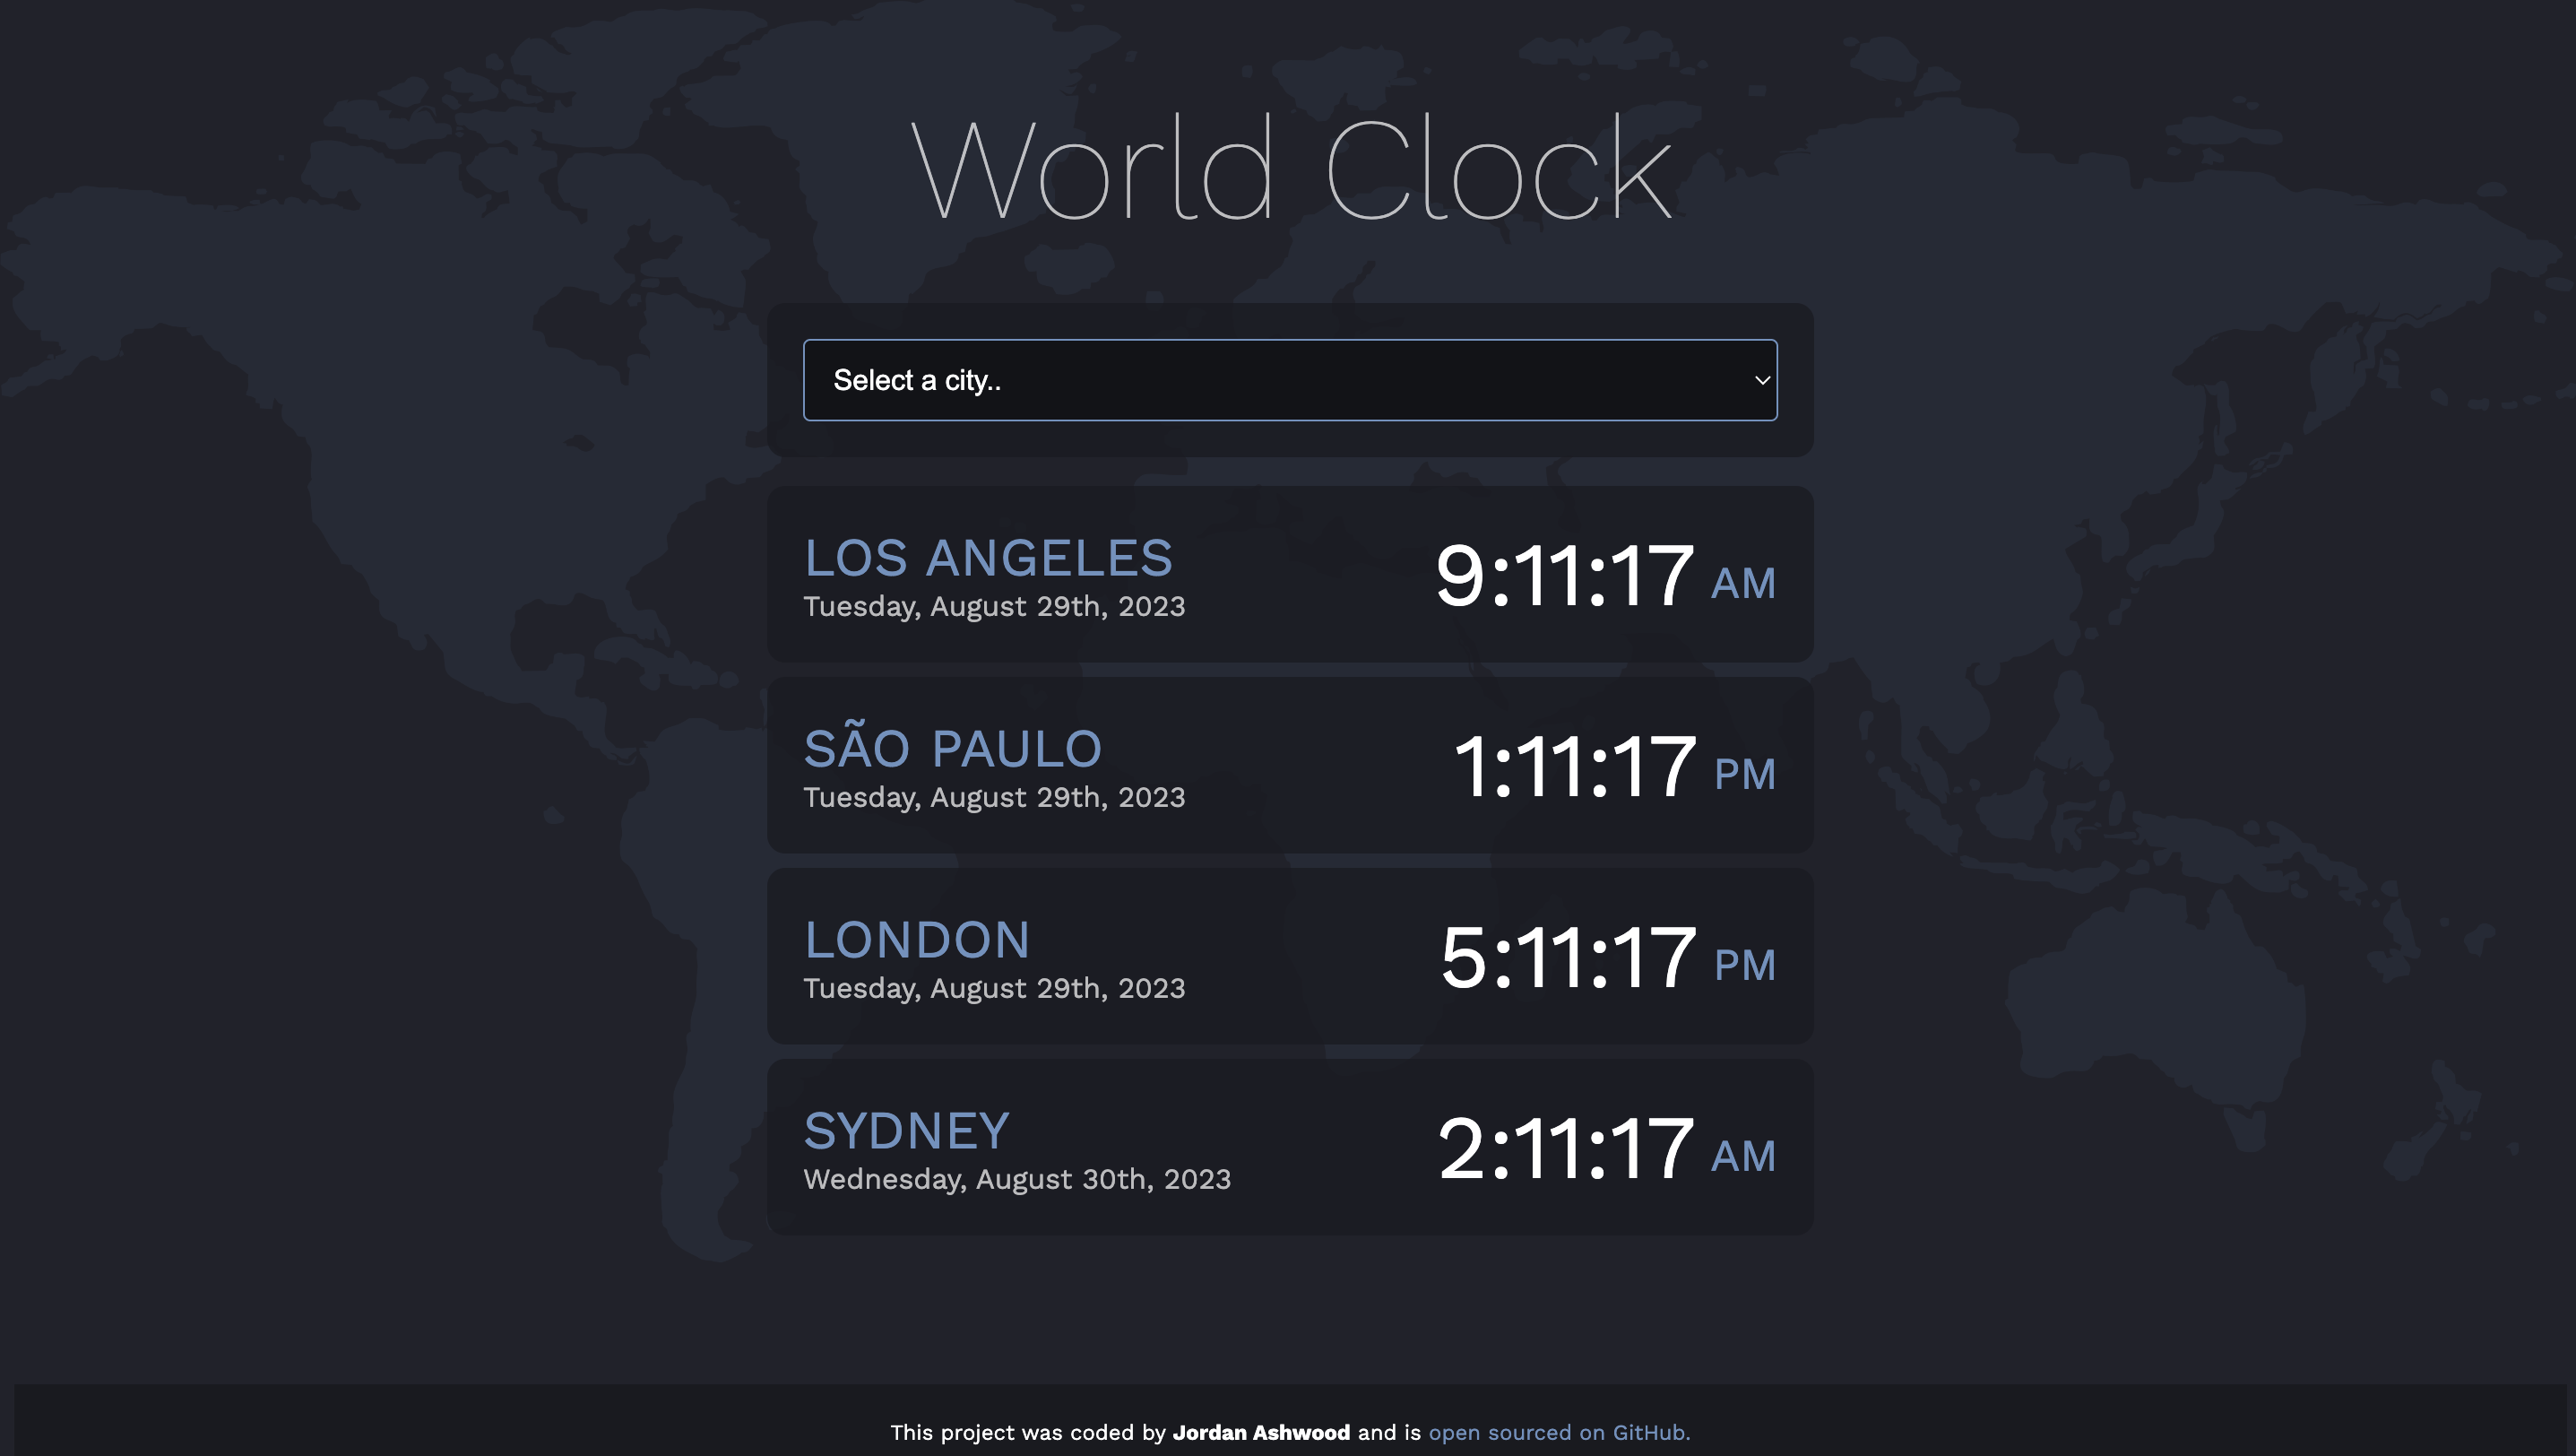 World Clock
Select a city..
LOS ANGELES
Tuesday, August 29th, 2023
9:11:17 AM
SÃO PAULO
Tuesday, August 29th, 2023
1:11:17 PM
LONDON
Tuesday, August 29th, 2023
5:11:17 PM
SYDNEY
Wednesday, August 30th, 2023
2:11:17 AM
This project was coded by Jordan Ashwood and is open sourced on GitHub.